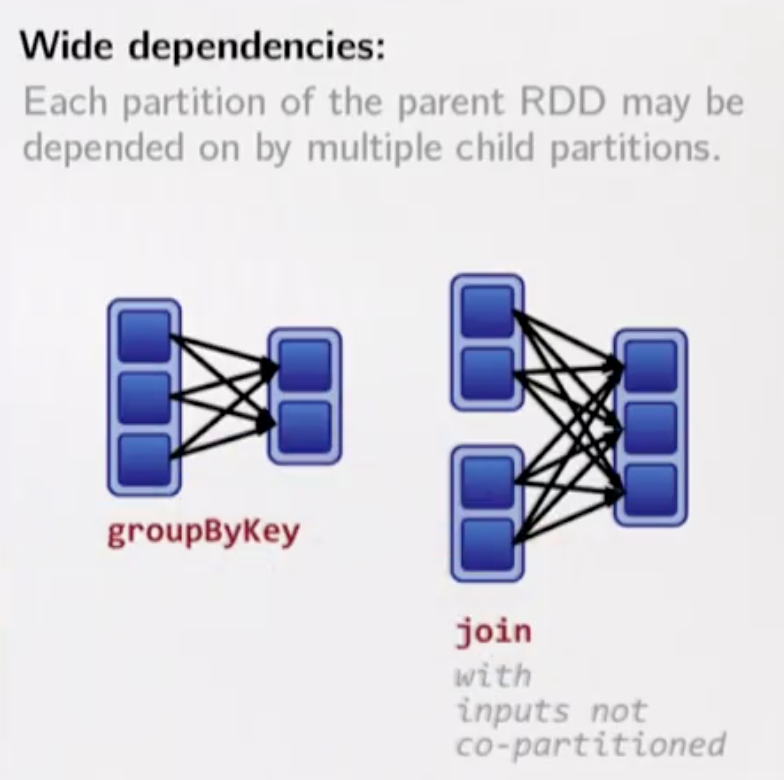 Wide dependencies:
Each partition of the parent RDD may be
depended on by multiple child partitions.
groupByKey
join
with
inputs not
co-partitioned